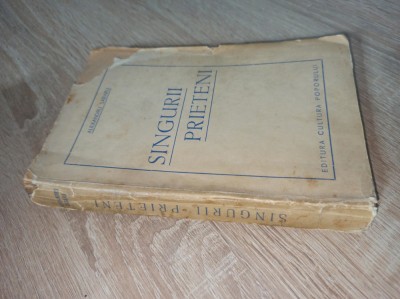 SINGURII
PRIETENI
EDITURA CULTURA POPORULUI
SINGURII PRIETENI